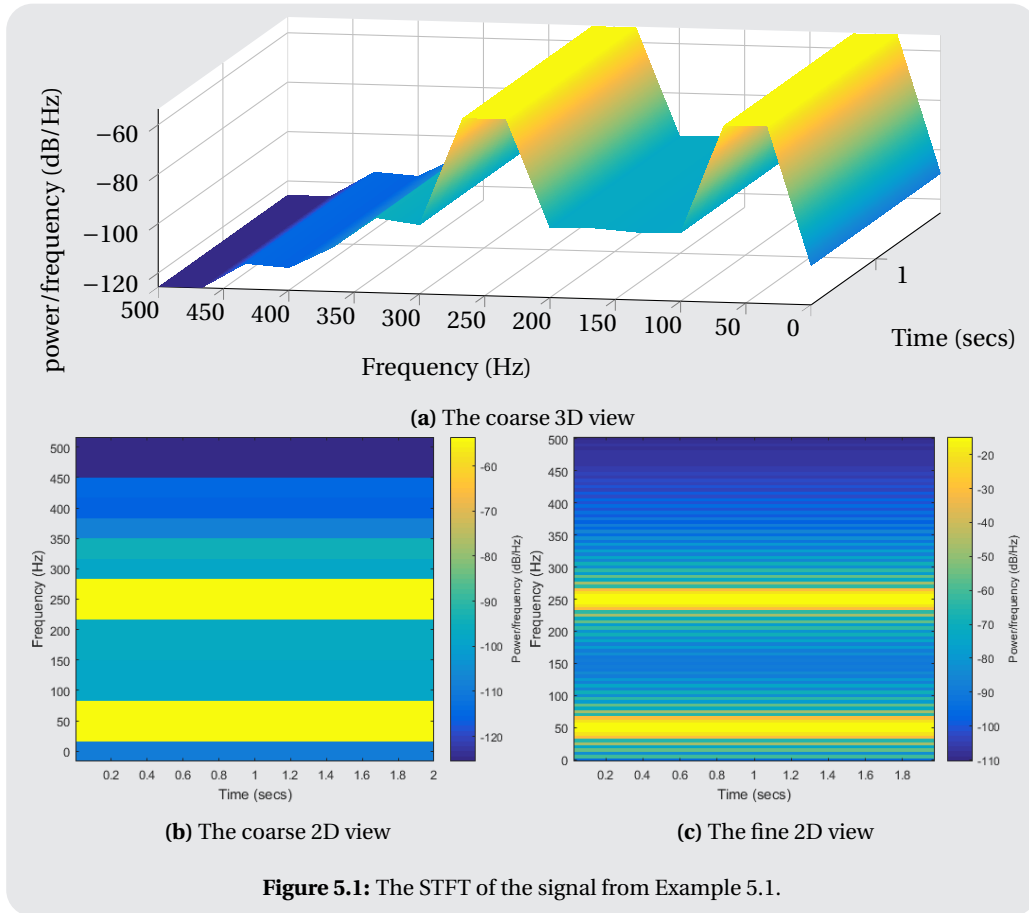 power/frequency (dB/Hz)
−60
−80
−100
−120
500 450 400 350 300 250 200 150 100 50 0
1
Time (secs)
Frequency (Hz)
(a) The coarse 3D view
Frequency (Hz)
500
450
400
350
300
250
200
150
100
50
0
0.2 0.4 0.6 0.8 1 1.2 1.4 1.6 1.8 2
Time (secs)
-60
-70
-80
-90
-100
-110
-120
Power/frequency (dB/Hz)
(b) The coarse 2D view
Frequency (Hz)
500
450
400
350
300
250
200
150
100
50
0
0.2 0.4 0.6 0.8 1 1.2 1.4 1.6 1.8
Time (secs)
-20
-30
-40
-50
-60
-70
-80
-90
-100
-110
Power/frequency (dB/Hz)
(c) The fine 2D view
Figure 5.1: The STFT of the signal from Example 5.1.